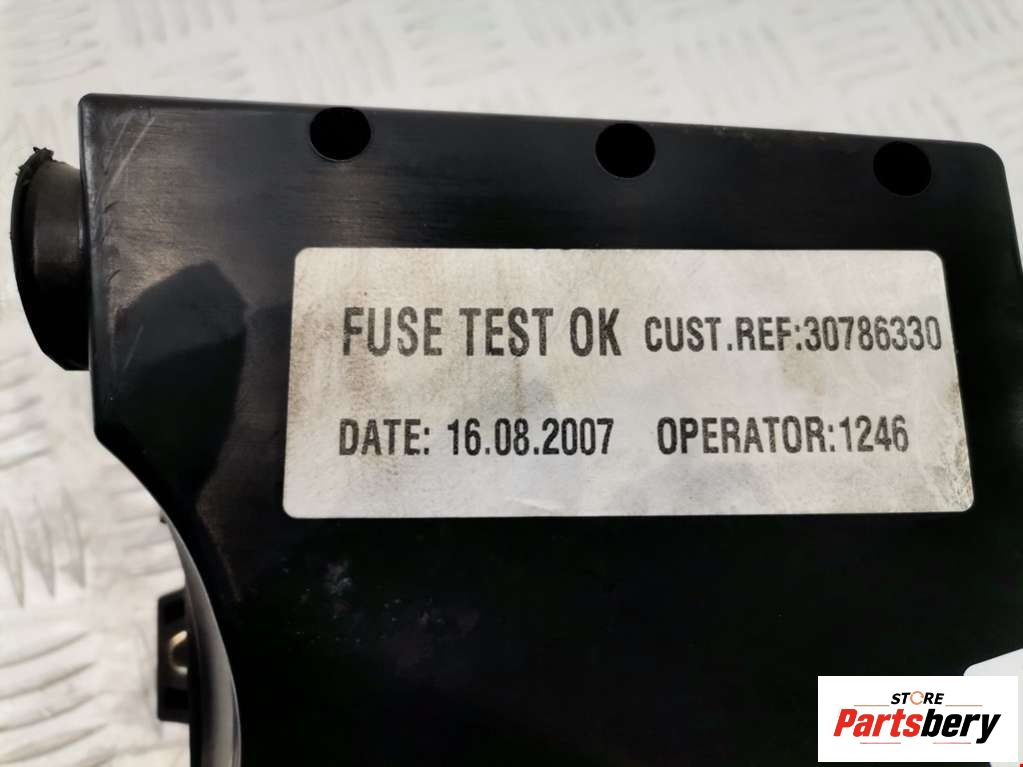 FUSE TEST OK CUST.REF:30786330
DATE: 16.08.2007 OPERATOR:1246
STORE
Partsbery